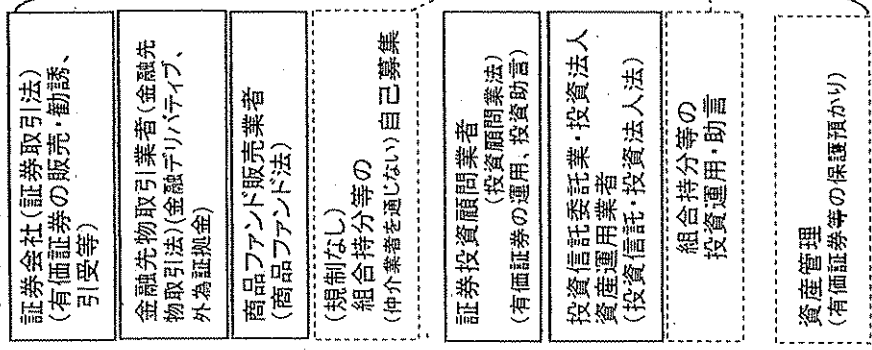 証券会社(証券取引法)
(有価証券の販売・勧誘、
引受等)
金融先物取引業者(金融先
物取引法)(金融デリバティブ、
外為証拠金)
商品ファンド販売業者
(商品ファンド法)
(規制なし)
組合持分等の
(仲介業者を通じない)自己募集
証券投資顧問業者
(投資顧問業法)
(有価証券の運用、投資助言)
投資信託委託業・投資法人
資産運用業者
(投資信託・投資法人法)
組合持分等の
投資運用・助言
資産管理
(有価証券等の保護預かり)